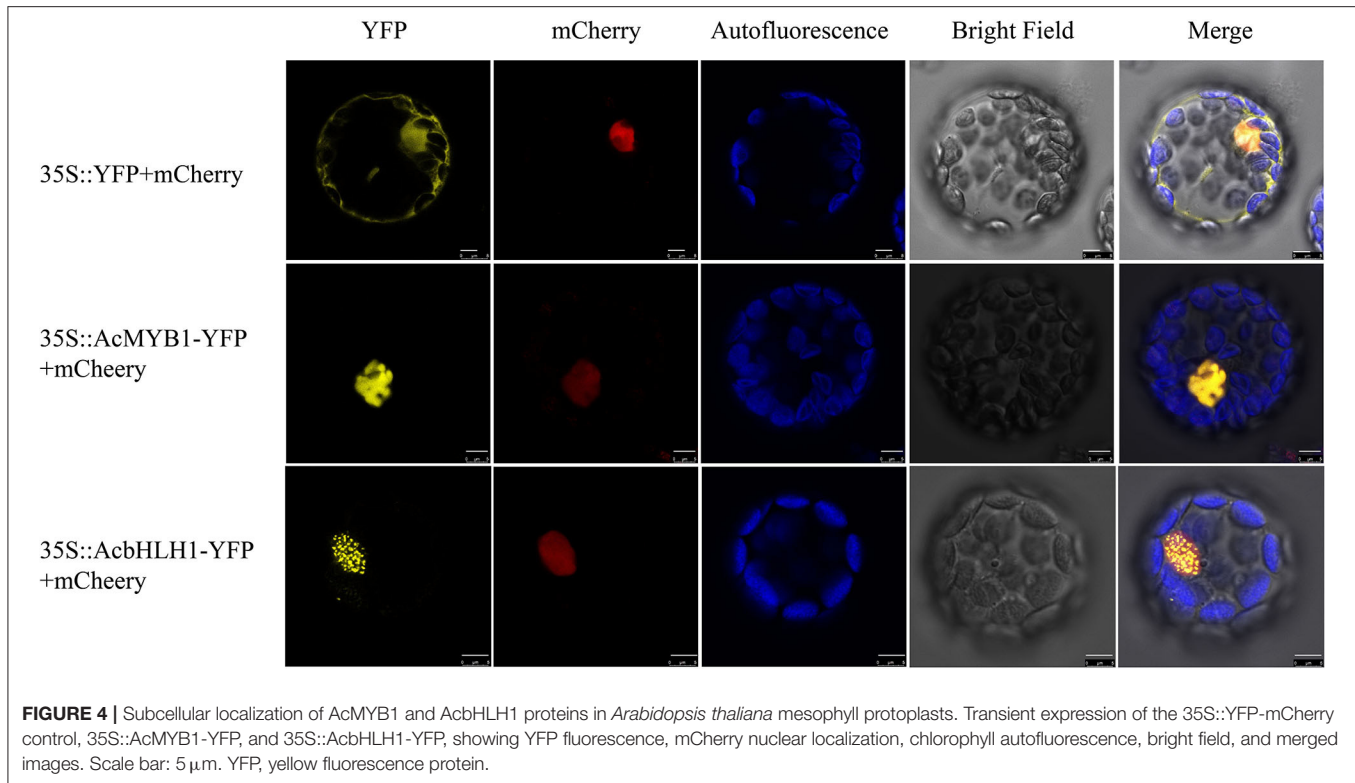 YFP mCherry Autofluorescence Bright Field Merge
35S::YFP+mCherry
35S::AcMYB1-YFP
+mCheery
35S::AcbHLH1-YFP
+mCheery
FIGURE 4 | Subcellular localization of AcMYB1 and AcbHLH1 proteins in Arabidopsis thaliana mesophyll protoplasts. Transient expression of the 35S::YFP-mCherry
control, 35S::AcMYB1-YFP, and 35S::AcbHLH1-YFP, showing YFP fluorescence, mCherry nuclear localization, chlorophyll autofluorescence, bright field, and merged
images. Scale bar: 5 μm. YFP, yellow fluorescence protein.